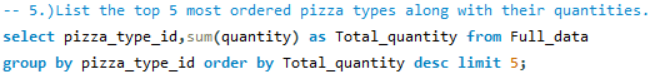 -- 5.)List the top 5 most ordered pizza types along with their quantities.
select pizza_type_id,sum(quantity) as Total_quantity from Full_data
group by pizza_type_id order by Total_quantity desc limit 5;